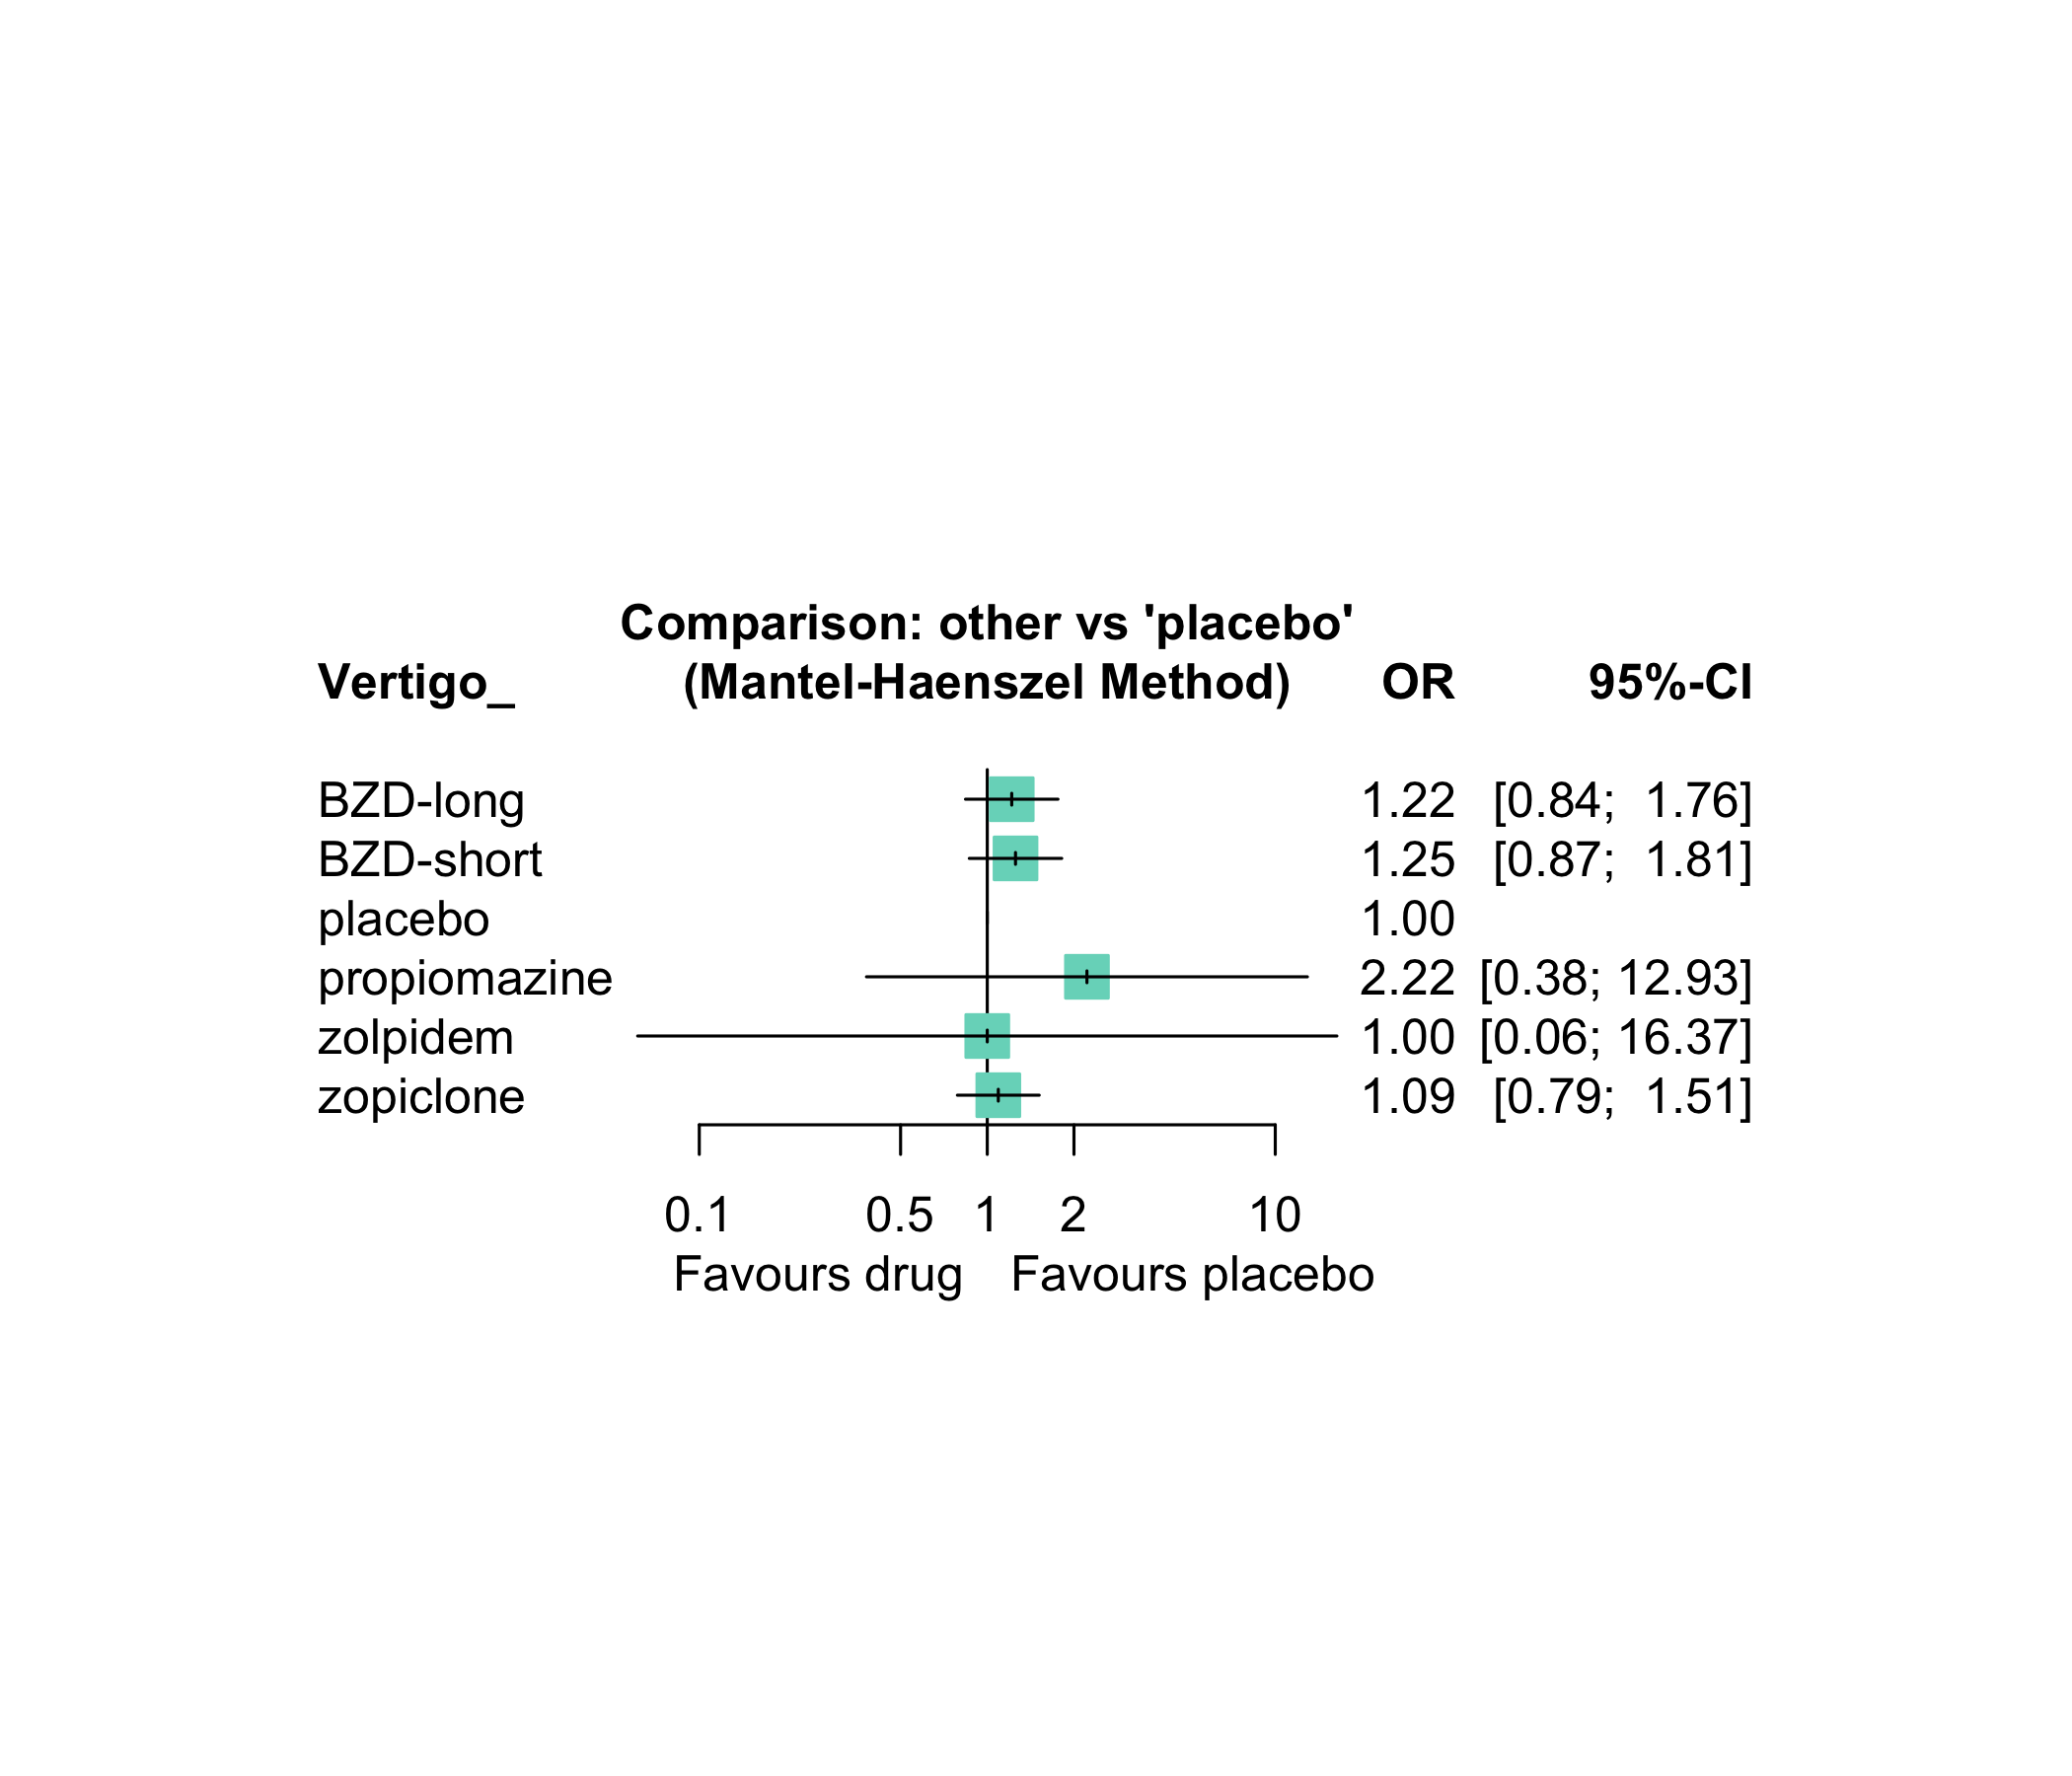 Comparison: other vs 'placebo'
Vertigo_ (Mantel-Haenszel Method) OR 95%-CI
BZD-long 1.22 [0.84; 1.76]
BZD-short 1.25 [0.87; 1.81]
placebo 1.00
propiomazine 2.22 [0.38; 12.93]
zolpidem 1.00 [0.06; 16.37]
zopiclone 1.09 [0.79; 1.51]
0.1 0.5 1 2 10
Favours drug Favours placebo